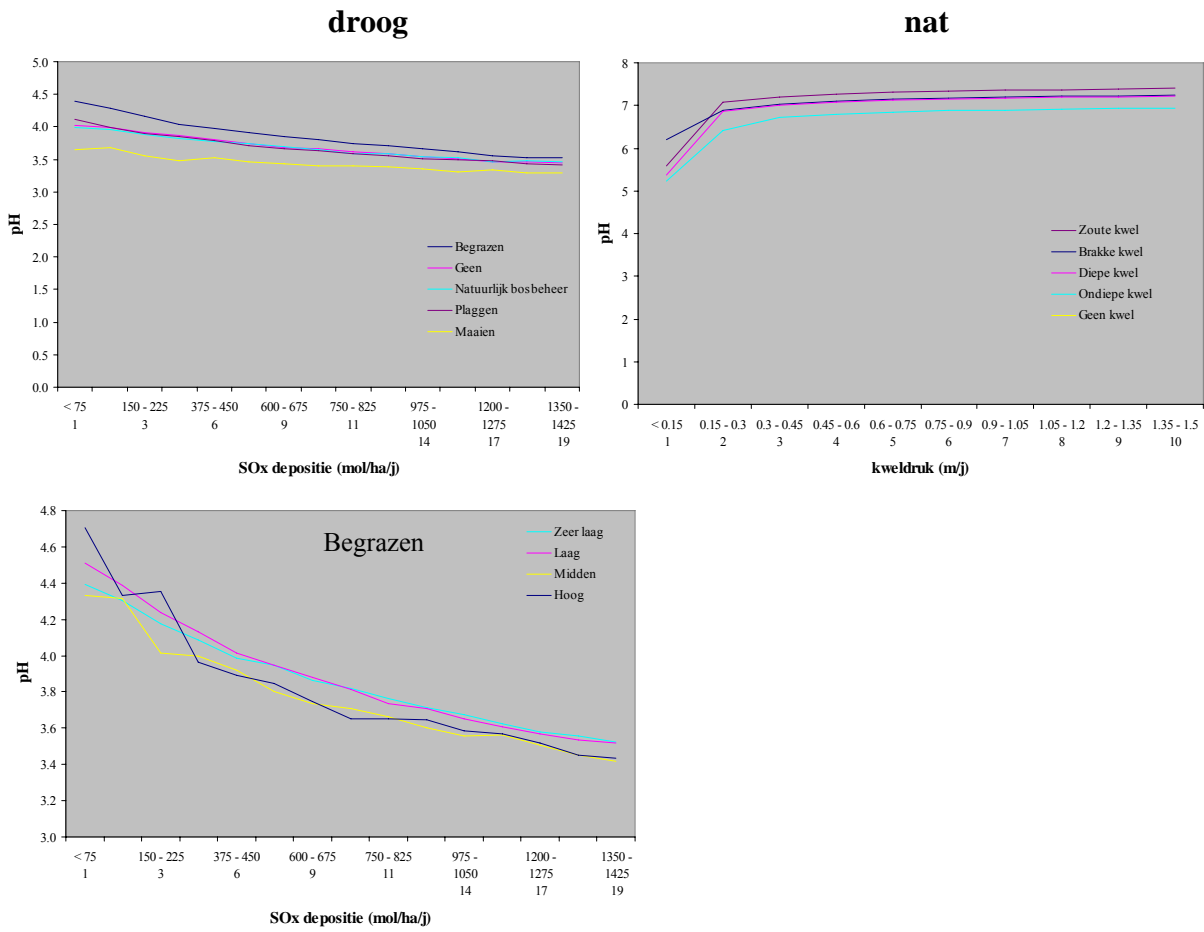 droog
5.0
4.5
4.0
3.5
3.0
2.5
2.0
1.5
1.0
0.5
0.0
pH
Begrazen
Geen
Natuurlijk bosbeheer
Plaggen
Maaien
< 75 150 - 225 375 - 450 600 - 675 750 - 825 975 - 1200 - 1350 -
1 3 6 9 11 1050 1275 1425
14 17 19
SOx depositie (mol/ha/j)
nat
8
7
6
5
4
3
2
1
0
pH
Zoute kwel
Brakke kwel
Diepe kwel
Ondiepe kwel
Geen kwel
< 0.15 0.15 - 0.3 0.3 - 0.45 0.45 - 0.6 0.6 - 0.75 0.75 - 0.9 0.9 - 1.05 1.05 - 1.2 1.2 - 1.35 1.35 - 1.5
1 2 3 4 5 6 7 8 9 10
kweldruk (m/j)
Begrazen
4.8
4.6
4.4
4.2
4.0
3.8
3.6
3.4
3.2
3.0
pH
Zeer laag
Laag
Midden
Hoog
< 75 150 - 225 375 - 450 600 - 675 750 - 825 975 - 1200 - 1350 -
1 3 6 9 11 1050 1275 1425
14 17 19
SOx depositie (mol/ha/j)